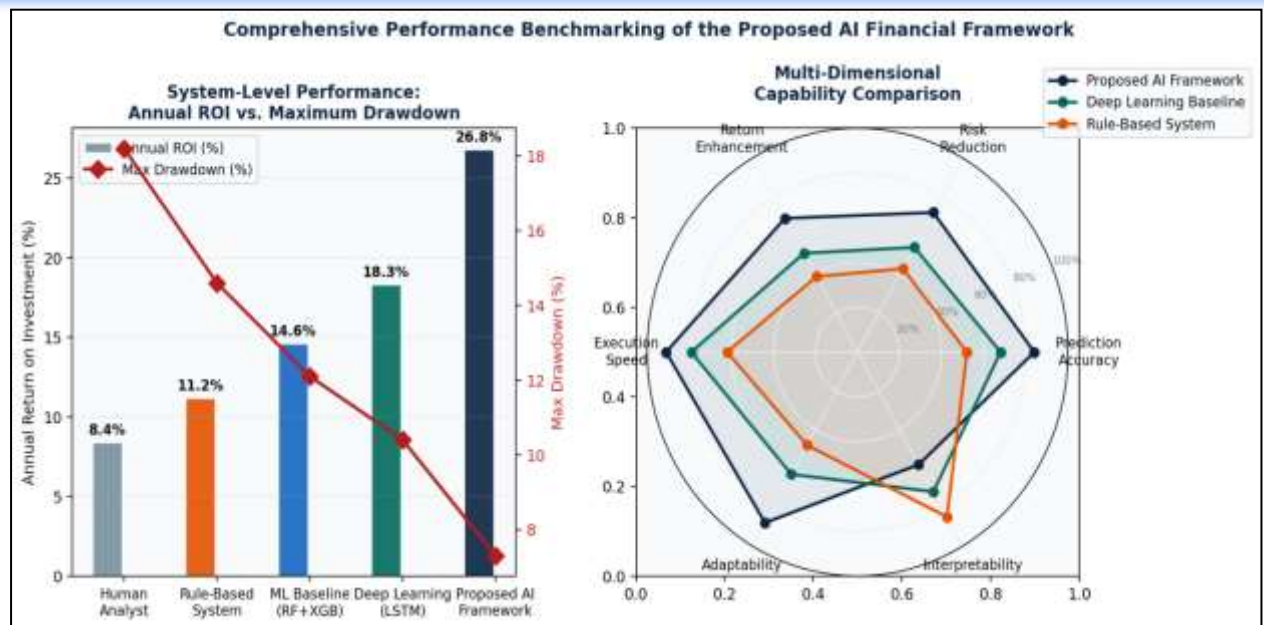 Comprehensive Performance Benchmarking of the Proposed AI Financial Framework
System-Level Performance:
Annual ROI vs. Maximum Drawdown
Annual ROI (%)
Max Drawdown (%)
Annual Return on Investment (%)
25
20
15
10
5
0
8.4%
11.2%
14.6%
18.3%
26.8%
18
16
14
12
10
8
Max Drawdown (%)
Human
Analyst
Rule-Based
System
ML Baseline
(RF+XGB)
Deep Learning
(LSTM)
Proposed AI
Framework
Multi-Dimensional
Capability Comparison
Proposed AI Framework
Deep Learning Baseline
Rule-Based System
Return
Enhancement
Risk
Reduction
Execution
Speed
Prediction
Accuracy
Adaptability
Interpretability
20%
80%
100%
1.0
0.8
0.6
0.4
0.2
0.0
0.0
0.2
0.4
0.6
0.8
1.0